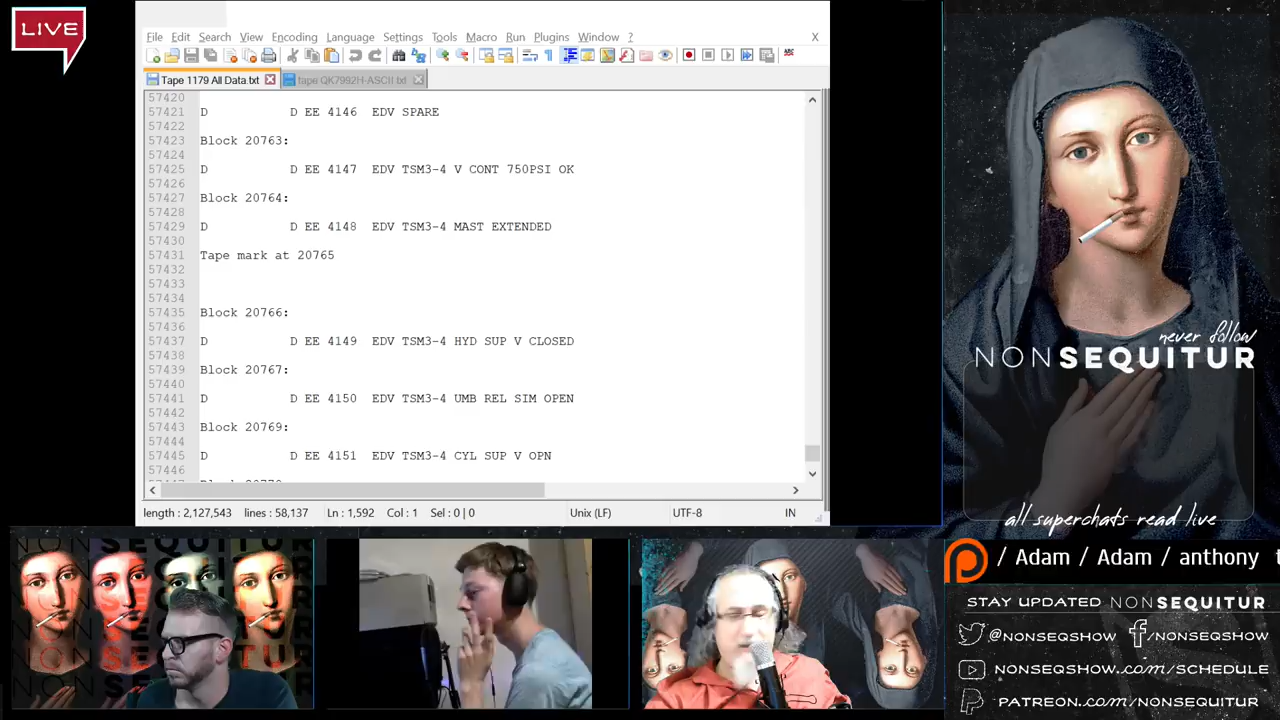 LIVE
File Edit Search View Encoding Language Settings Tools Macro Run Plugins Window ? X
Tape 1179 All Data.txt tape QK7992H-ASCII txt
57420
57421 D D EE 4146 EDV SPARE
57422
57423 Block 20763:
57424
57425 D D EE 4147 EDV TSM3-4 V CONT 750PSI OK
57426
57427 Block 20764:
57428
57429 D D EE 4148 EDV TSM3-4 MAST EXTENDED
57430
57431 Tape mark at 20765
57432
57433
57434
57435 Block 20766:
57436
57437 D D EE 4149 EDV TSM3-4 HYD SUP V CLOSED
57438
57439 Block 20767:
57440
57441 D D EE 4150 EDV TSM3-4 UMB REL SIM OPEN
57442
57443 Block 20769:
57444
57445 D D EE 4151 EDV TSM3-4 CYL SUP V OPN
57446
length : 2,127,543 lines : 58,137 Ln : 1,592 Col : 1 Sel : 0 | 0 Unix (LF) UTF-8 IN
never follow
NONSEQUITUR
all superchats read live
/ Adam / Adam / anthony t
STAY UPDATED NONSEQUITUR
@NONSEQSHOW /NONSEQSHOW
NONSEQSHOW.COM/SCHEDULE
PATREON.COM/NONSEQUITUR